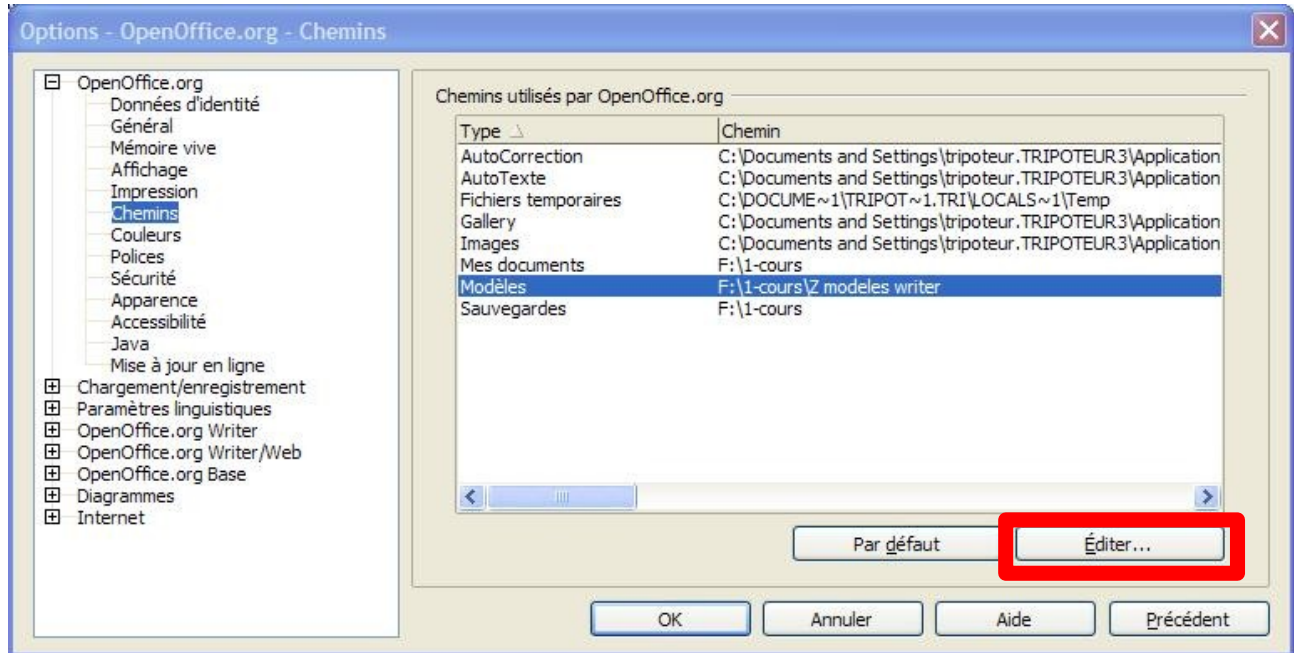 Options - OpenOffice.org - Chemins
OpenOffice.org
Données d'identité
Général
Mémoire vive
Affichage
Impression
Chemins
Couleurs
Polices
Sécurité
Apparence
Accessibilité
Java
Mise à jour en ligne
Chargement/enregistrement
Paramètres linguistiques
OpenOffice.org Writer
OpenOffice.org Writer/Web
OpenOffice.org Base
Diagrammes
Internet
Chemins utilisés par OpenOffice.org
Type Chemin
AutoCorrection C:\Documents and Settings\tripoteur.TRIPOTEUR3\Application
AutoTexte C:\Documents and Settings\tripoteur.TRIPOTEUR3\Application
Fichiers temporaires C:\DOCUME~1\TRIPOT~1.TRI\LOCALS~1\Temp
Gallery C:\Documents and Settings\tripoteur.TRIPOTEUR3\Application
Images C:\Documents and Settings\tripoteur.TRIPOTEUR3\Application
Mes documents F:\1-cours
Modèles F:\1-cours\Z modeles writer
Sauvegardes F:\1-cours
Par défaut Éditer...
OK Annuler Aide Précédent